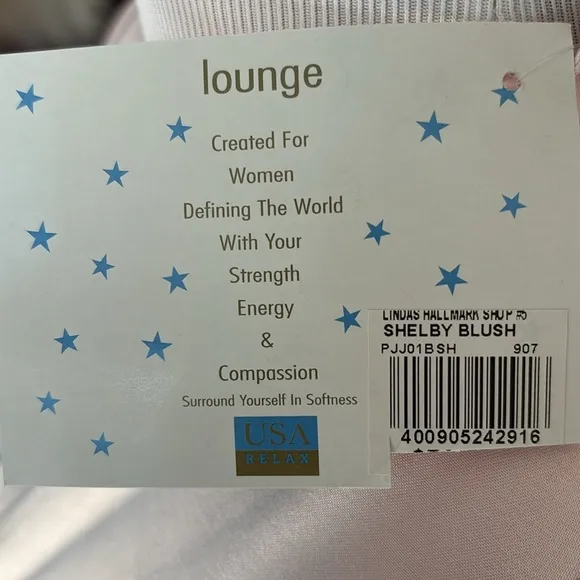 lounge
Created For
Women
Defining The World
With Your
Strength
Energy
&
Compassion
Surround Yourself In Softness
USA
RELAX
LINDAS HALLMARK SHOP #5
SHELBY BLUSH
PJJ01BSH 907
400905242916